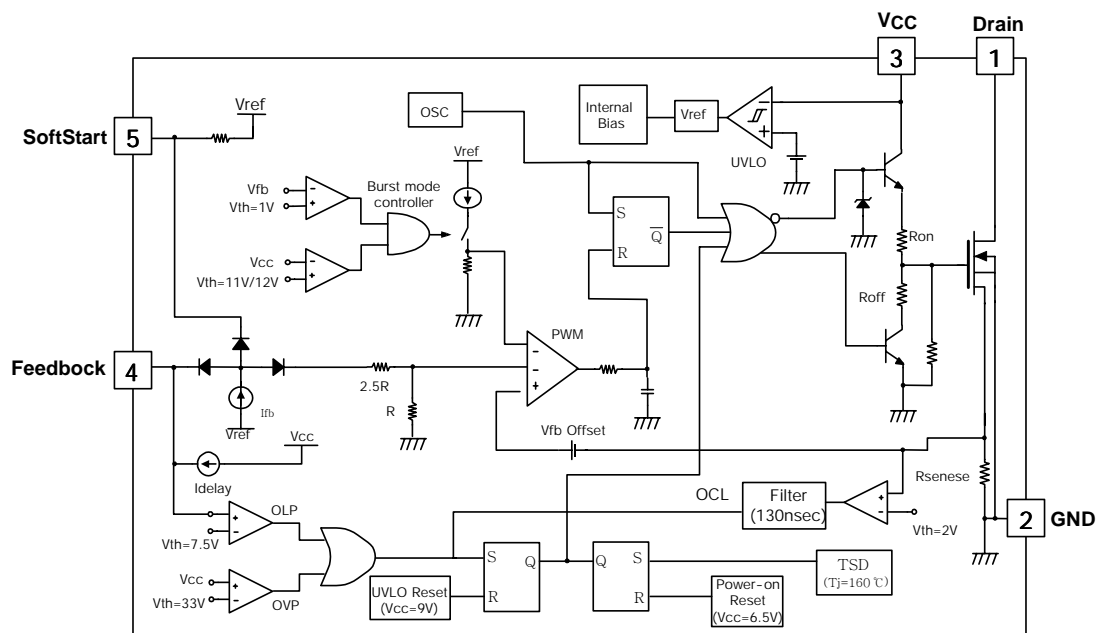 VCC
Drain
3
1
SoftStart
5
Vref
OSC
Internal
Bias
Vref
UVLO
Vref
Vfb
Vth=1V
Burst mode
controller
Vcc
Vth=11V/12V
S
R
Q
Ron
Roff
PWM
Feedbock
4
2.5R
R
Ifb
Vref
Vcc
Idelay
Vfb Offset
Rsenese
OCL
Filter
(130nsec)
Vth=2V
2
GND
OLP
Vth=7.5V
Vcc
Vth=33V
OVP
UVLO Reset
(Vcc=9V)
S
R
Q
Q
S
R
TSD
(Tj=160 ℃)
Power-on
Reset
(Vcc=6.5V)